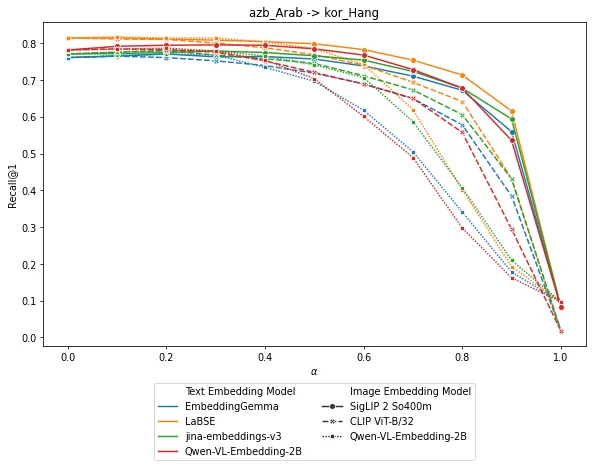 azb_Arab -> kor_Hang
Recall@1
0.8
0.7
0.6
0.5
0.4
0.3
0.2
0.1
0.0
0.0 0.2 0.4 0.6 0.8 1.0
α
Text Embedding Model Image Embedding Model
EmbeddingGemma SigLIP 2 So400m
LaBSE CLIP ViT-B/32
jina-embeddings-v3 Qwen-VL-Embedding-2B
Qwen-VL-Embedding-2B